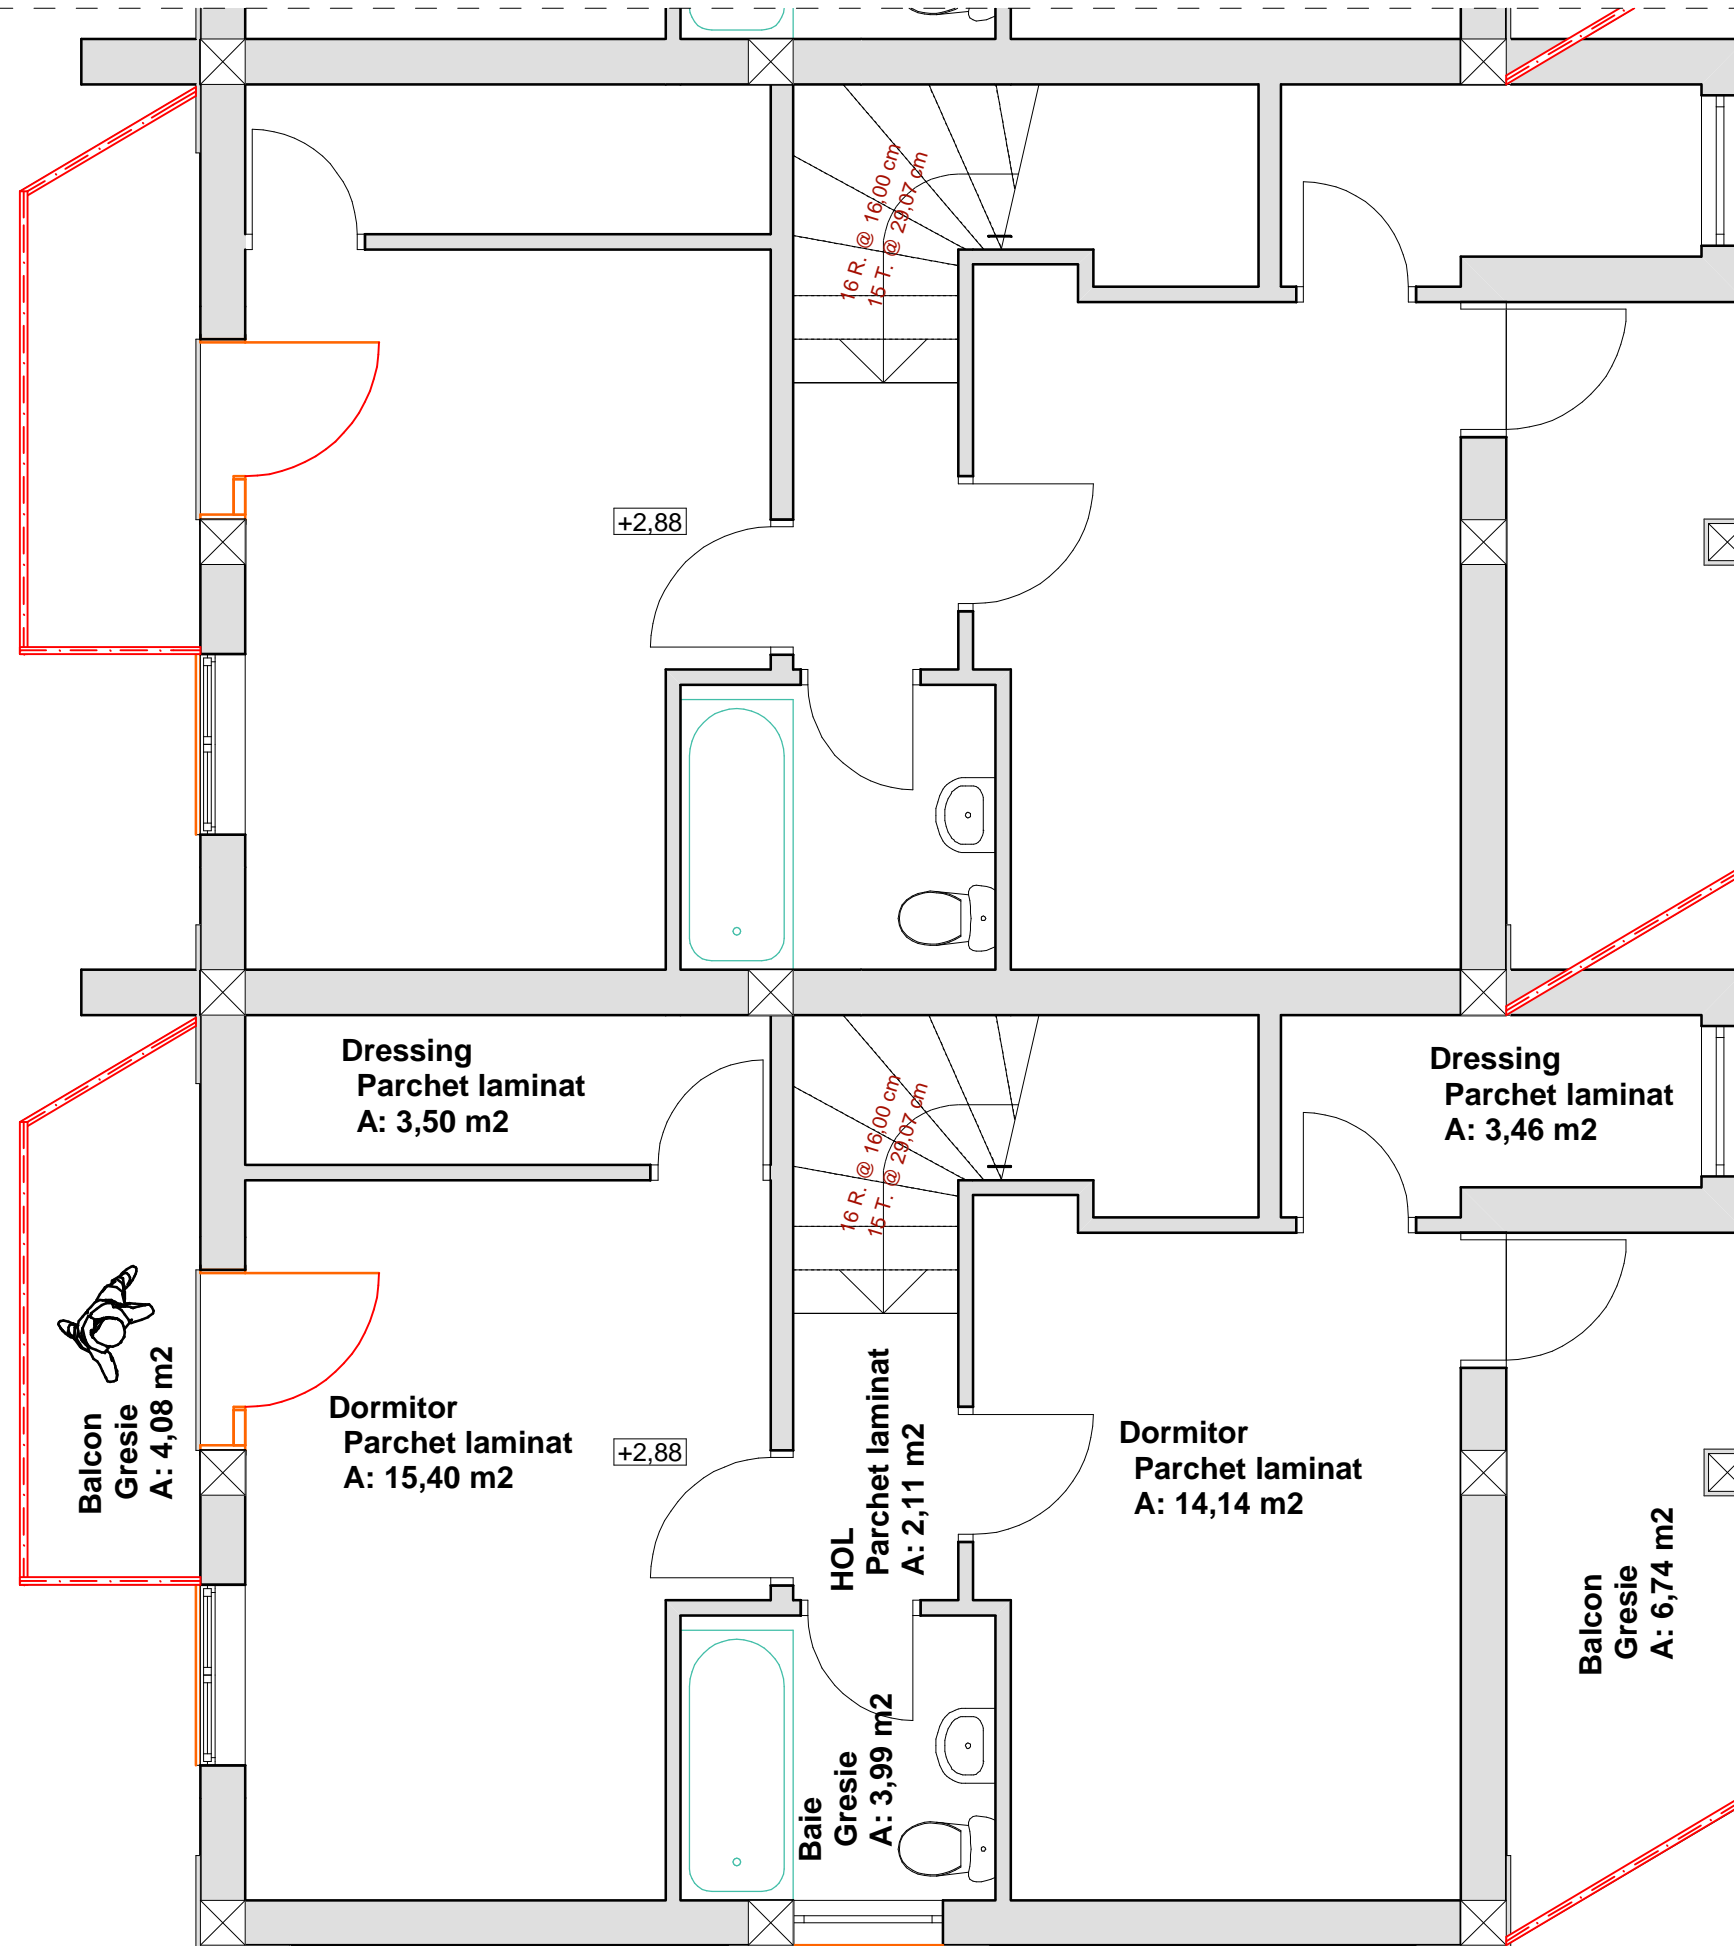 16 R. @ 16,00 cm
15 T. @ 29,07 cm
+2,88
Dressing
Parchet laminat
A: 3,50 m2
16 R. @ 16,00 cm
15 T. @ 29,07 cm
Dressing
Parchet laminat
A: 3,46 m2
Balcon
Gresie
A: 4,08 m2
Dormitor
Parchet laminat
A: 15,40 m2
+2,88
HOL
Parchet laminat
A: 2,11 m2
Dormitor
Parchet laminat
A: 14,14 m2
Balcon
Gresie
A: 6,74 m2
Baie
Gresie
A: 3,99 m2